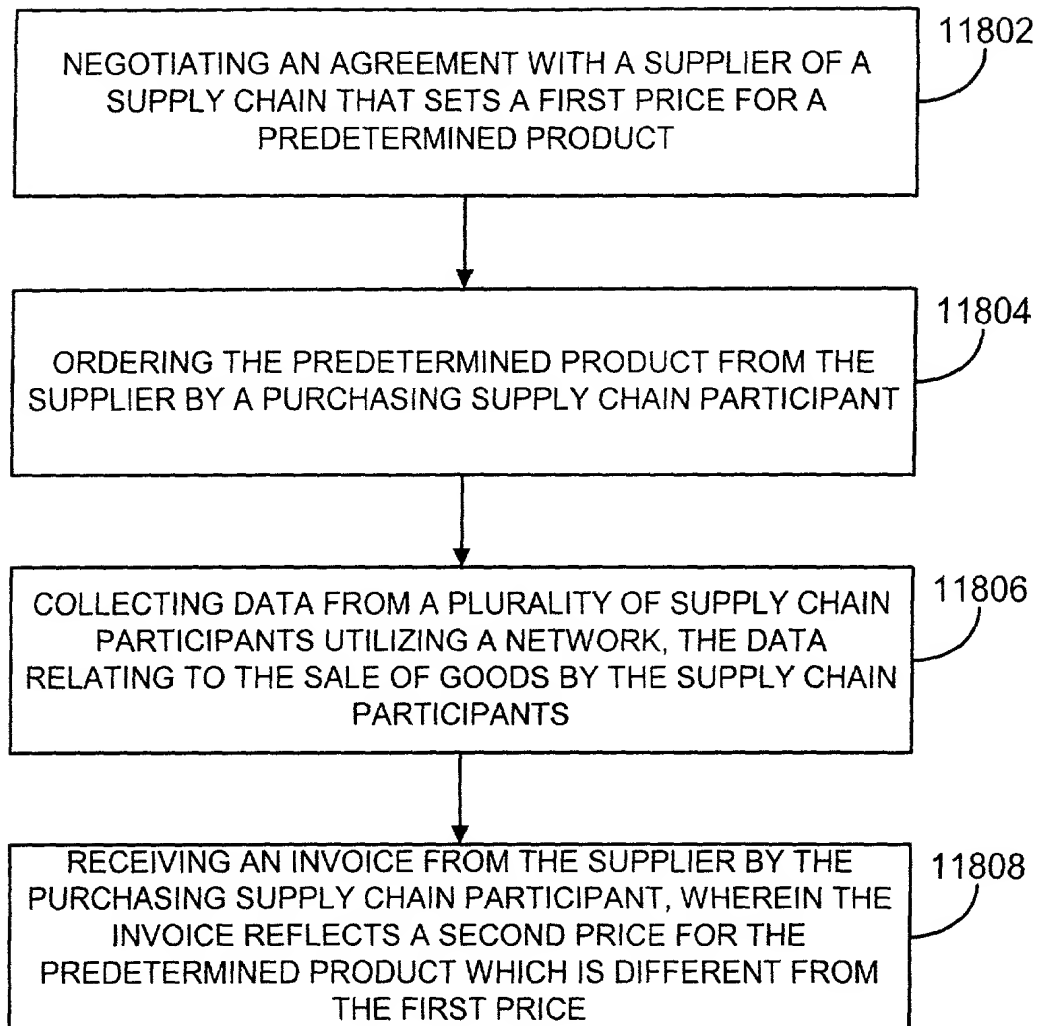 11802
NEGOTIATING AN AGREEMENT WITH A SUPPLIER OF A
SUPPLY CHAIN THAT SETS A FIRST PRICE FOR A
PREDETERMINED PRODUCT
11804
ORDERING THE PREDETERMINED PRODUCT FROM THE
SUPPLIER BY A PURCHASING SUPPLY CHAIN PARTICIPANT
11806
COLLECTING DATA FROM A PLURALITY OF SUPPLY CHAIN
PARTICIPANTS UTILIZING A NETWORK, THE DATA
RELATING TO THE SALE OF GOODS BY THE SUPPLY CHAIN
PARTICIPANTS
11808
RECEIVING AN INVOICE FROM THE SUPPLIER BY THE
PURCHASING SUPPLY CHAIN PARTICIPANT, WHEREIN THE
INVOICE REFLECTS A SECOND PRICE FOR THE
PREDETERMINED PRODUCT WHICH IS DIFFERENT FROM
THE FIRST PRICE